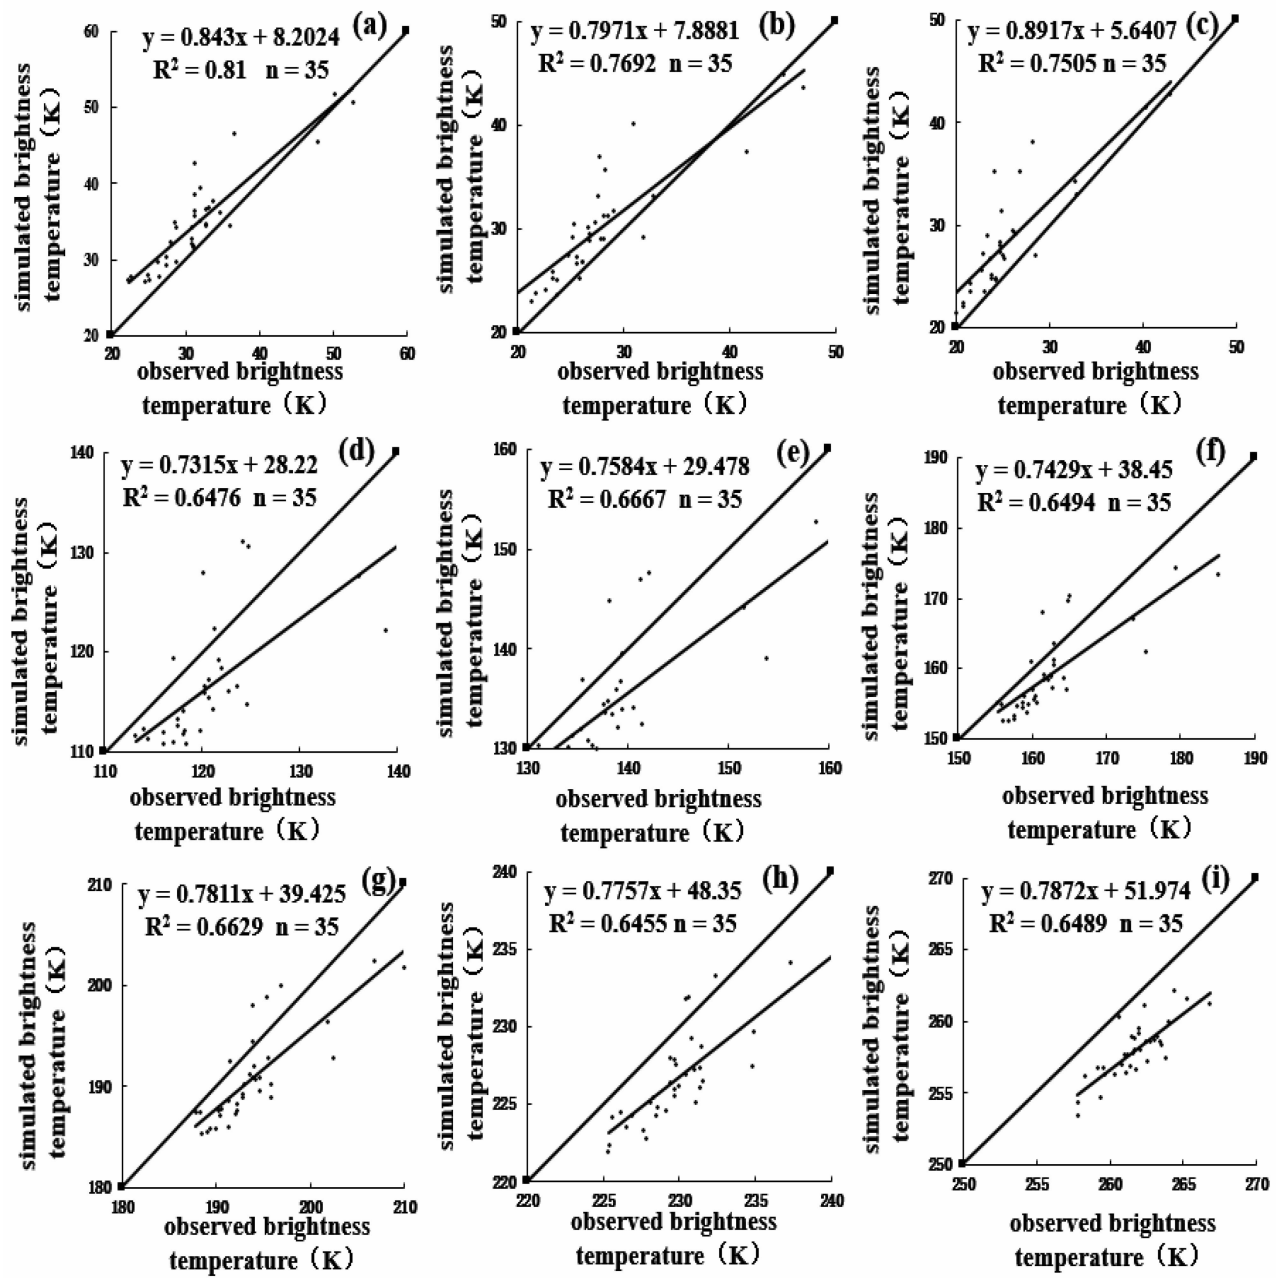 (a)
y = 0.843x + 8.2024
R² = 0.81 n = 35
60
50
40
30
20
20 30 40 50 60
simulated brightness
temperature (K)
observed brightness
temperature (K)
(b)
y = 0.7971x + 7.8881
R² = 0.7692 n = 35
50
40
30
20
20 30 40 50
simulated brightness
temperature (K)
observed brightness
temperature (K)
(c)
y = 0.8917x + 5.6407
R² = 0.7505 n = 35
50
40
30
20
20 30 40 50
simulated brightness
temperature (K)
observed brightness
temperature (K)
(d)
y = 0.7315x + 28.22
R² = 0.6476 n = 35
140
130
120
110
110 120 130 140
simulated brightness
temperature (K)
observed brightness
temperature (K)
(e)
y = 0.7584x + 29.478
R² = 0.6667 n = 35
160
150
140
130
130 140 150 160
simulated brightness
temperature (K)
observed brightness
temperature (K)
(f)
y = 0.7429x + 38.45
R² = 0.6494 n = 35
190
180
170
160
150
150 160 170 180 190
simulated brightness
temperature (K)
observed brightness
temperature (K)
(g)
y = 0.7811x + 39.425
R² = 0.6629 n = 35
210
200
190
180
180 190 200 210
simulated brightness
temperature (K)
observed brightness
temperature (K)
(h)
y = 0.7757x + 48.35
R² = 0.6455 n = 35
240
235
230
225
220
220 225 230 235 240
simulated brightness
temperature (K)
observed brightness
temperature (K)
(i)
y = 0.7872x + 51.974
R² = 0.6489 n = 35
270
265
260
255
250
250 255 260 265 270
simulated brightness
temperature (K)
observed brightness
temperature (K)